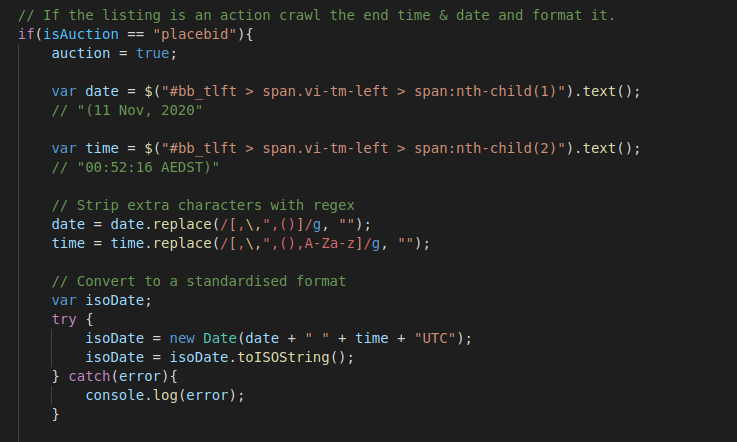 // If the listing is an action crawl the end time & date and format it.
if(isAuction == "placebid"){
auction = true;
var date = $("#bb_tlft > span.vi-tm-left > span:nth-child(1)").text();
// "(11 Nov, 2020"
var time = $("#bb_tlft > span.vi-tm-left > span:nth-child(2)").text();
// "00:52:16 AEDST)"
// Strip extra characters with regex
date = date.replace(/[,\,",()]/g, "");
time = time.replace(/[,\,",(),A-Za-z]/g, "");
// Convert to a standardised format
var isoDate;
try {
isoDate = new Date(date + " " + time + "UTC");
isoDate = isoDate.toISOString();
} catch(error){
console.log(error);
}